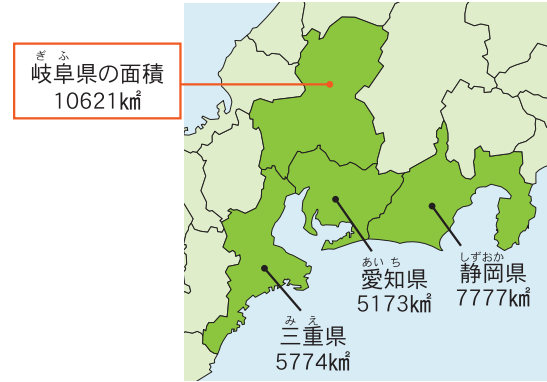 ぎふ
岐阜県の面積
10621k㎡
あいち
愛知県
5173k㎡
しずおか
静岡県
7777k㎡
みえ
三重県
5774k㎡